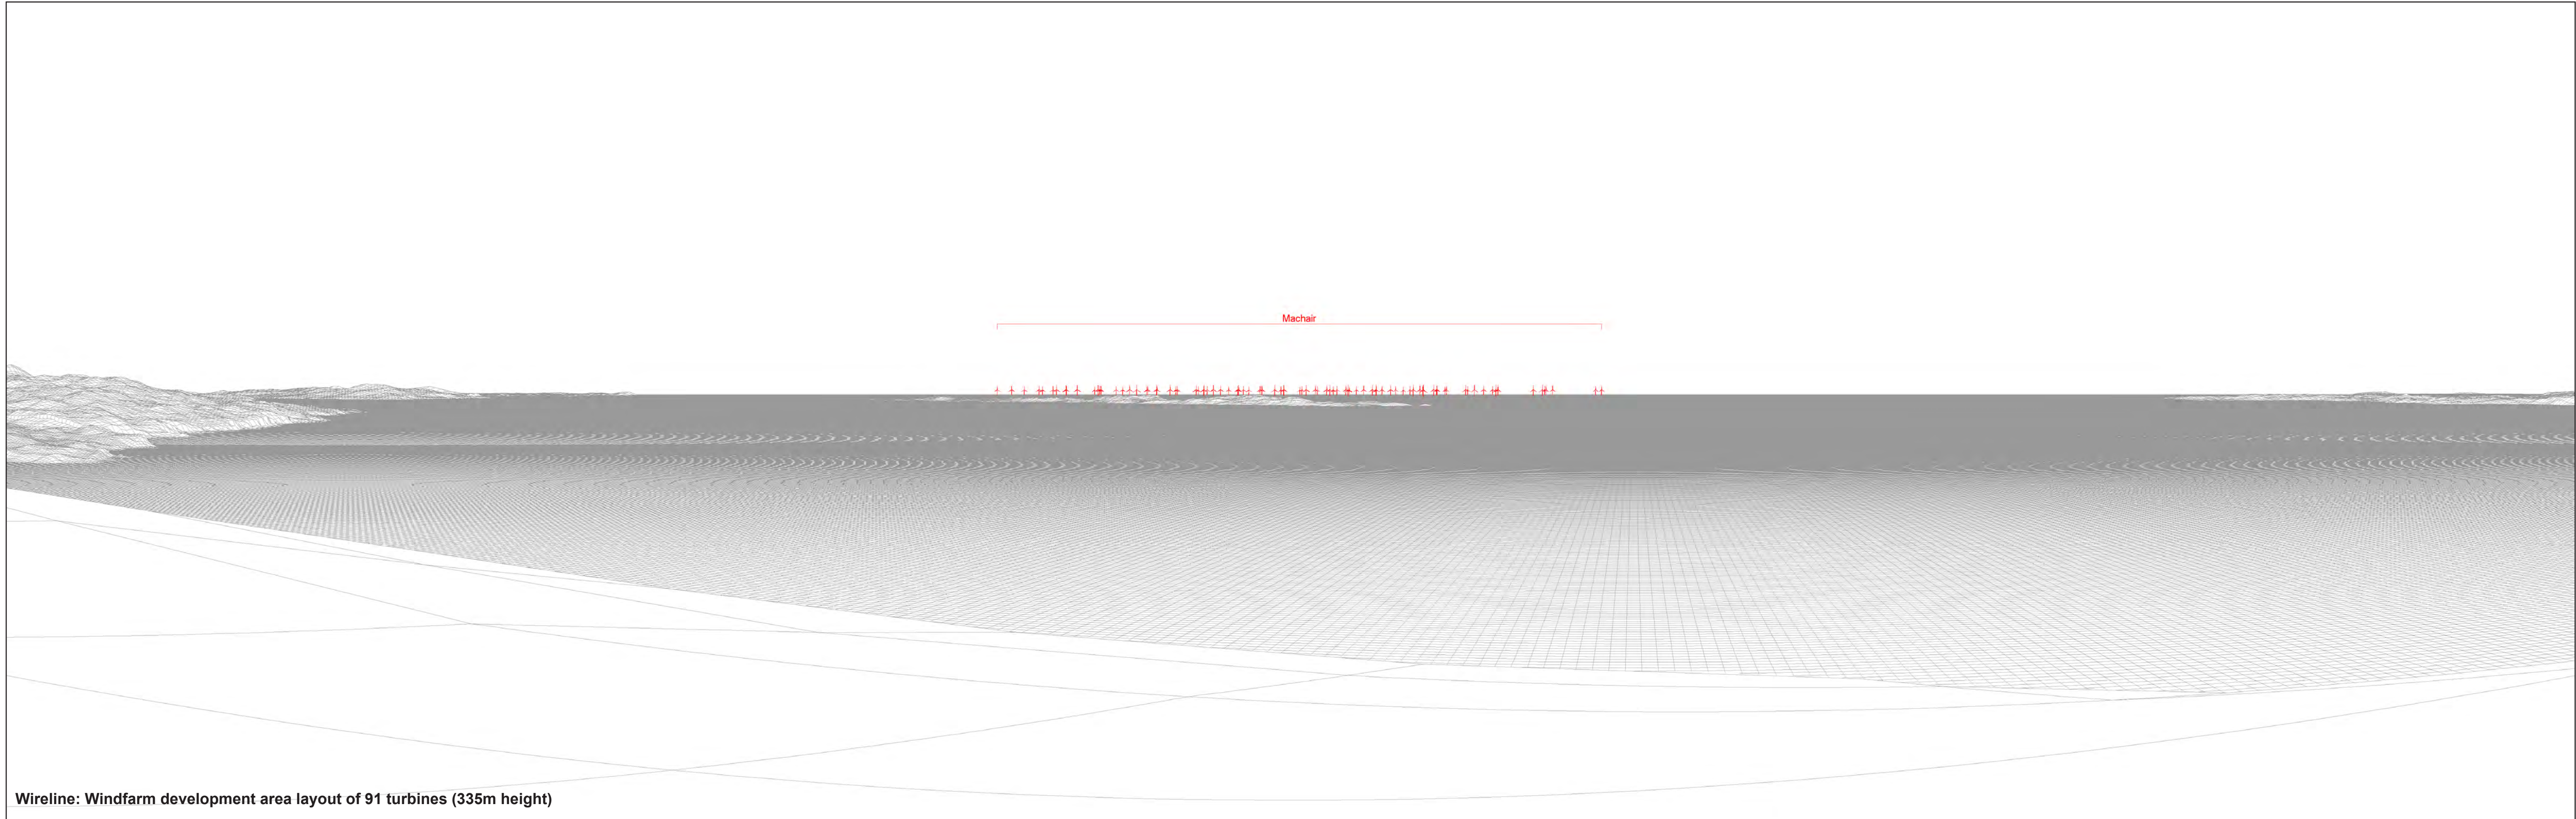 Machair
Wireline: Windfarm development area layout of 91 turbines (335m height)